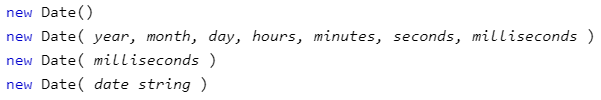 new Date()
new Date( year, month, day, hours, minutes, seconds, milliseconds )
new Date( milliseconds )
new Date( date string )